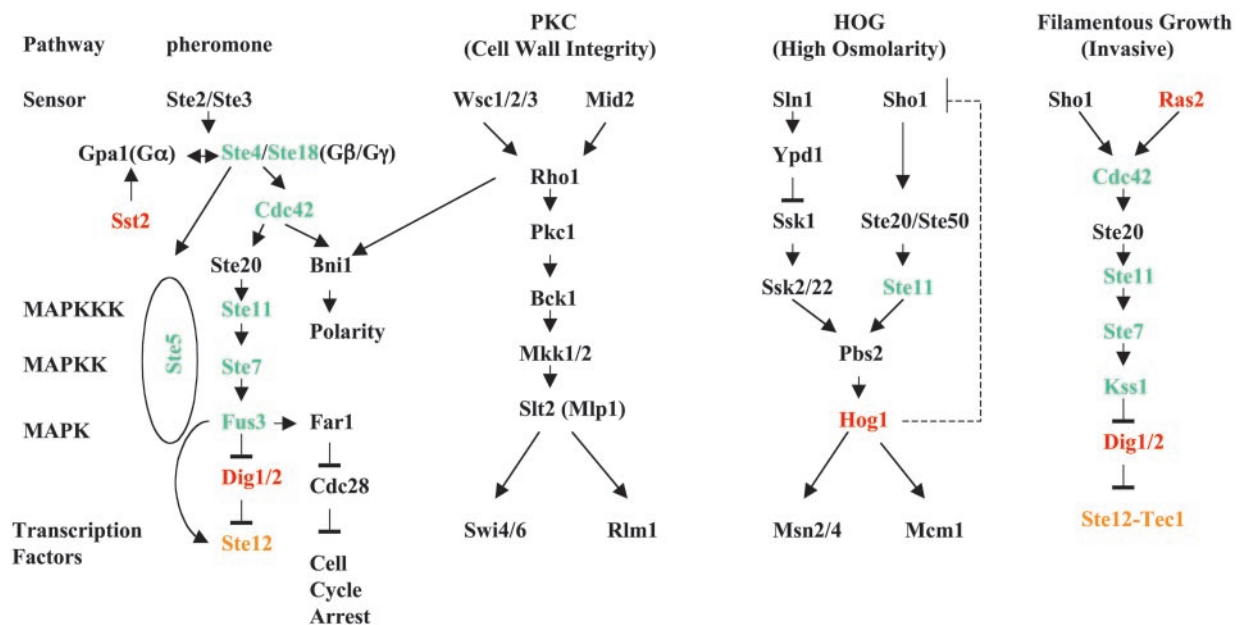 Pathway
pheromone
PKC
(Cell Wall Integrity)
HOG
(High Osmolarity)
Filamentous Growth
(Invasive)
Sensor
Ste2/Ste3
Wsc1/2/3
Mid2
Sln1
Sho1
Sho1
Ras2
Gpa1(Gα)
Ste4/Ste18(Gβ/Gγ)
Ypd1
Rho1
Cdc42
Sst2
Cdc42
Pkc1
Ssk1
Ste20/Ste50
Ste20
Ste20
Bni1
Ste11
Ssk2/22
Ste11
MAPKKK
Ste11
Bck1
Polarity
Ste5
Ste7
MAPKK
Ste7
Mkk1/2
Pbs2
Kss1
MAPK
Fus3
Far1
Slt2 (Mlp1)
Hog1
Dig1/2
Dig1/2
Cdc28
Transcription
Factors
Ste12
Swi4/6
Rlm1
Msn2/4
Mcm1
Ste12-Tec1
Cell
Cycle
Arrest